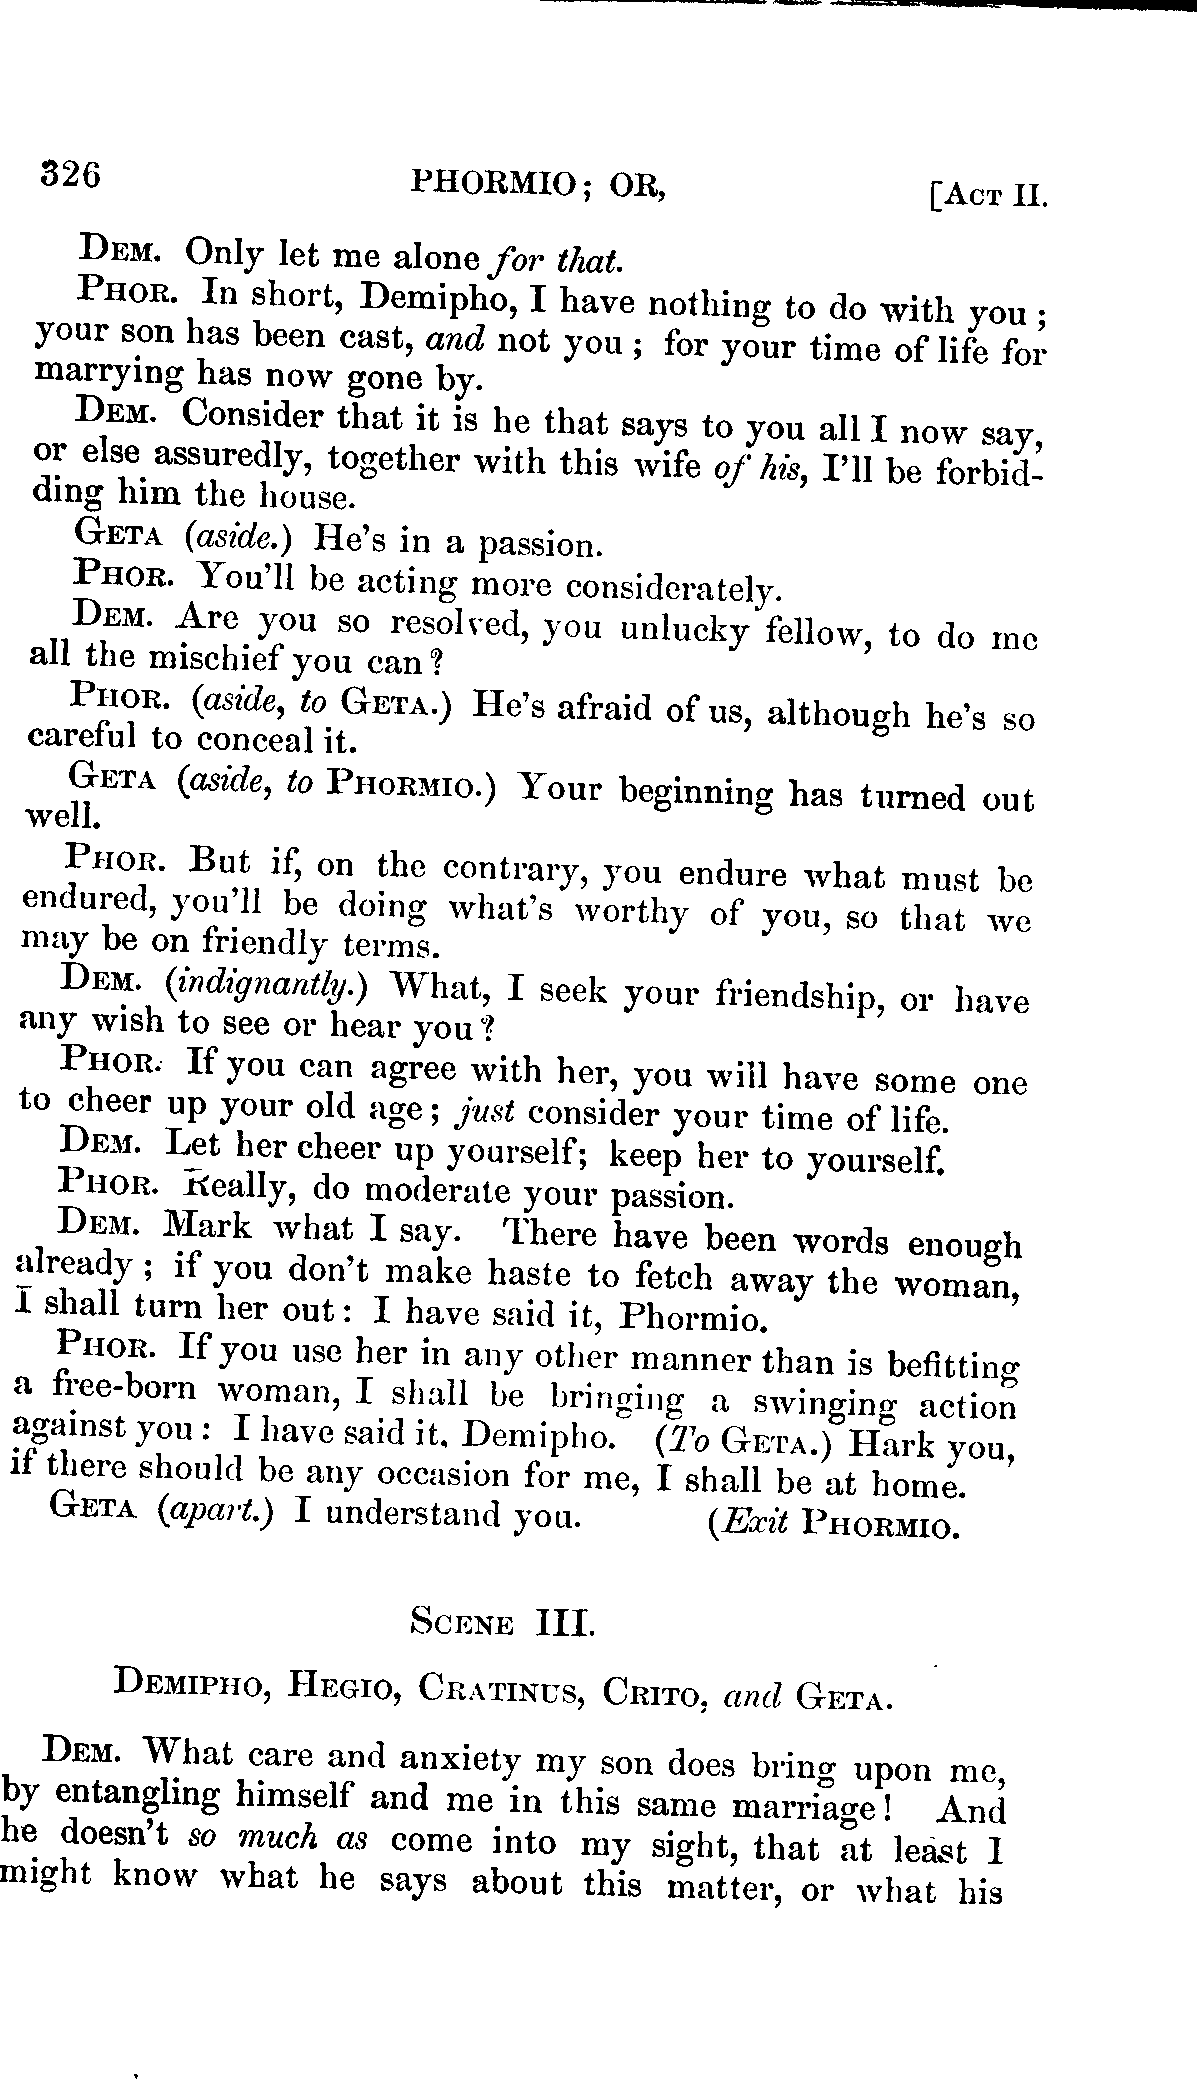 326 PHORMIO; OR, [ACT II.
DEM. Only let me alone for that.
PHOR. In short, Demipho, I have nothing to do with you;
your son has been cast, and not you; for your time of life for
marrying has now gone by.
DEM. Consider that it is he that says to you all I now say,
or else assuredly, together with this wife of his, I'll be forbid-
ding him the house.
GETA (aside.) He's in a passion.
PHOR. You'll be acting more considerately.
DEM. Are you so resolved, you unlucky fellow, to do me
all the mischief you can?
PHOR. (aside, to GETA.) He's afraid of us, although he's so
careful to conceal it.
GETA (aside, to PHORMIO.) Your beginning has turned out
well.
PHOR. But if, on the contrary, you endure what must be
endured, you'll be doing what's worthy of you, so that we
may be on friendly terms.
DEM. (indignantly.) What, I seek your friendship, or have
any wish to see or hear you?
PHOR. If you can agree with her, you will have some one
to cheer up your old age; just consider your time of life.
DEM. Let her cheer up yourself; keep her to yourself.
PHOR. Really, do moderate your passion.
DEM. Mark what I say. There have been words enough
already; if you don't make haste to fetch away the woman,
I shall turn her out: I have said it, Phormio.
PHOR. If you use her in any other manner than is befitting
a free-born woman, I shall be bringing a swinging action
against you: I have said it, Demipho. (To GETA.) Hark you,
if there should be any occasion for me, I shall be at home.
GETA (apart.) I understand you. (Exit PHORMIO.
SCENE III.
DEMIPHO, HEGIO, CRATINUS, CRITO, and GETA.
DEM. What care and anxiety my son does bring upon me,
by entangling himself and me in this same marriage! And
he doesn't so much as come into my sight, that at least I
might know what he says about this matter, or what his